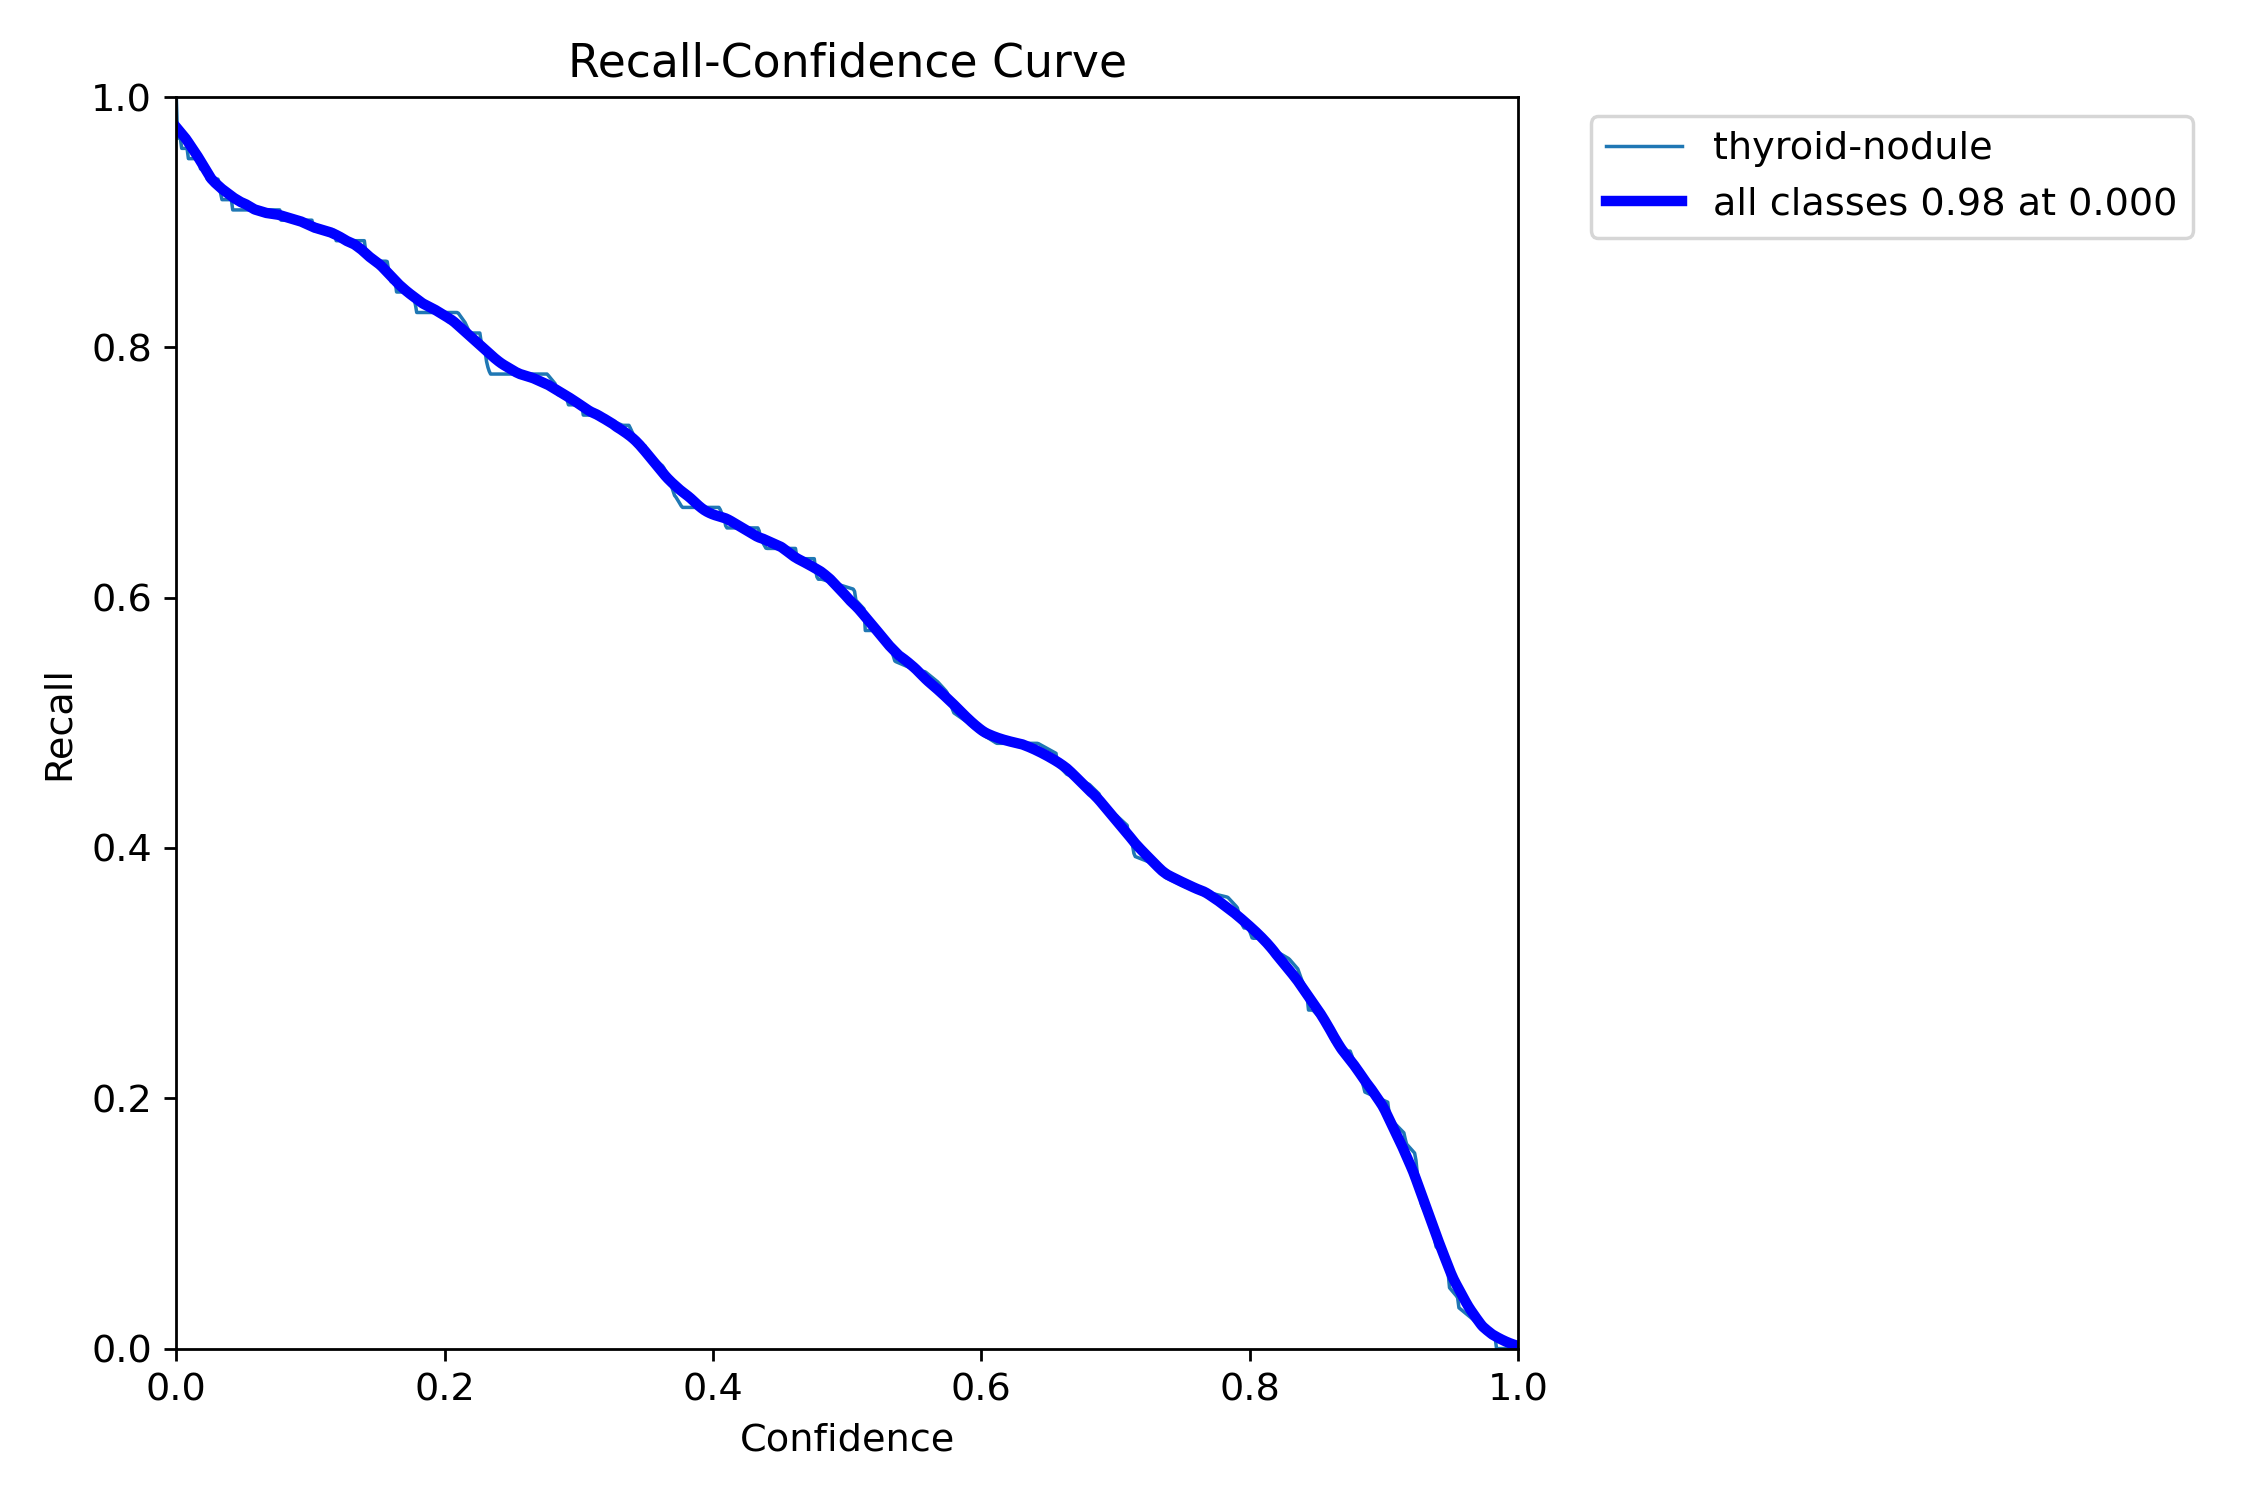 Recall-Confidence Curve
thyroid-nodule
all classes 0.98 at 0.000
1.0
0.8
0.6
0.4
0.2
0.0
Recall
0.0 0.2 0.4 0.6 0.8 1.0
Confidence